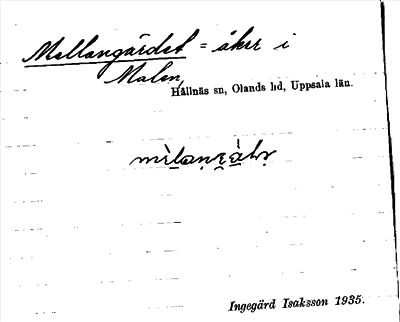 Mellangärdet = åker i
Malen,
Hållnäs sn, Olands hd, Uppsala län.
Ingegärd Isaksson 1935.